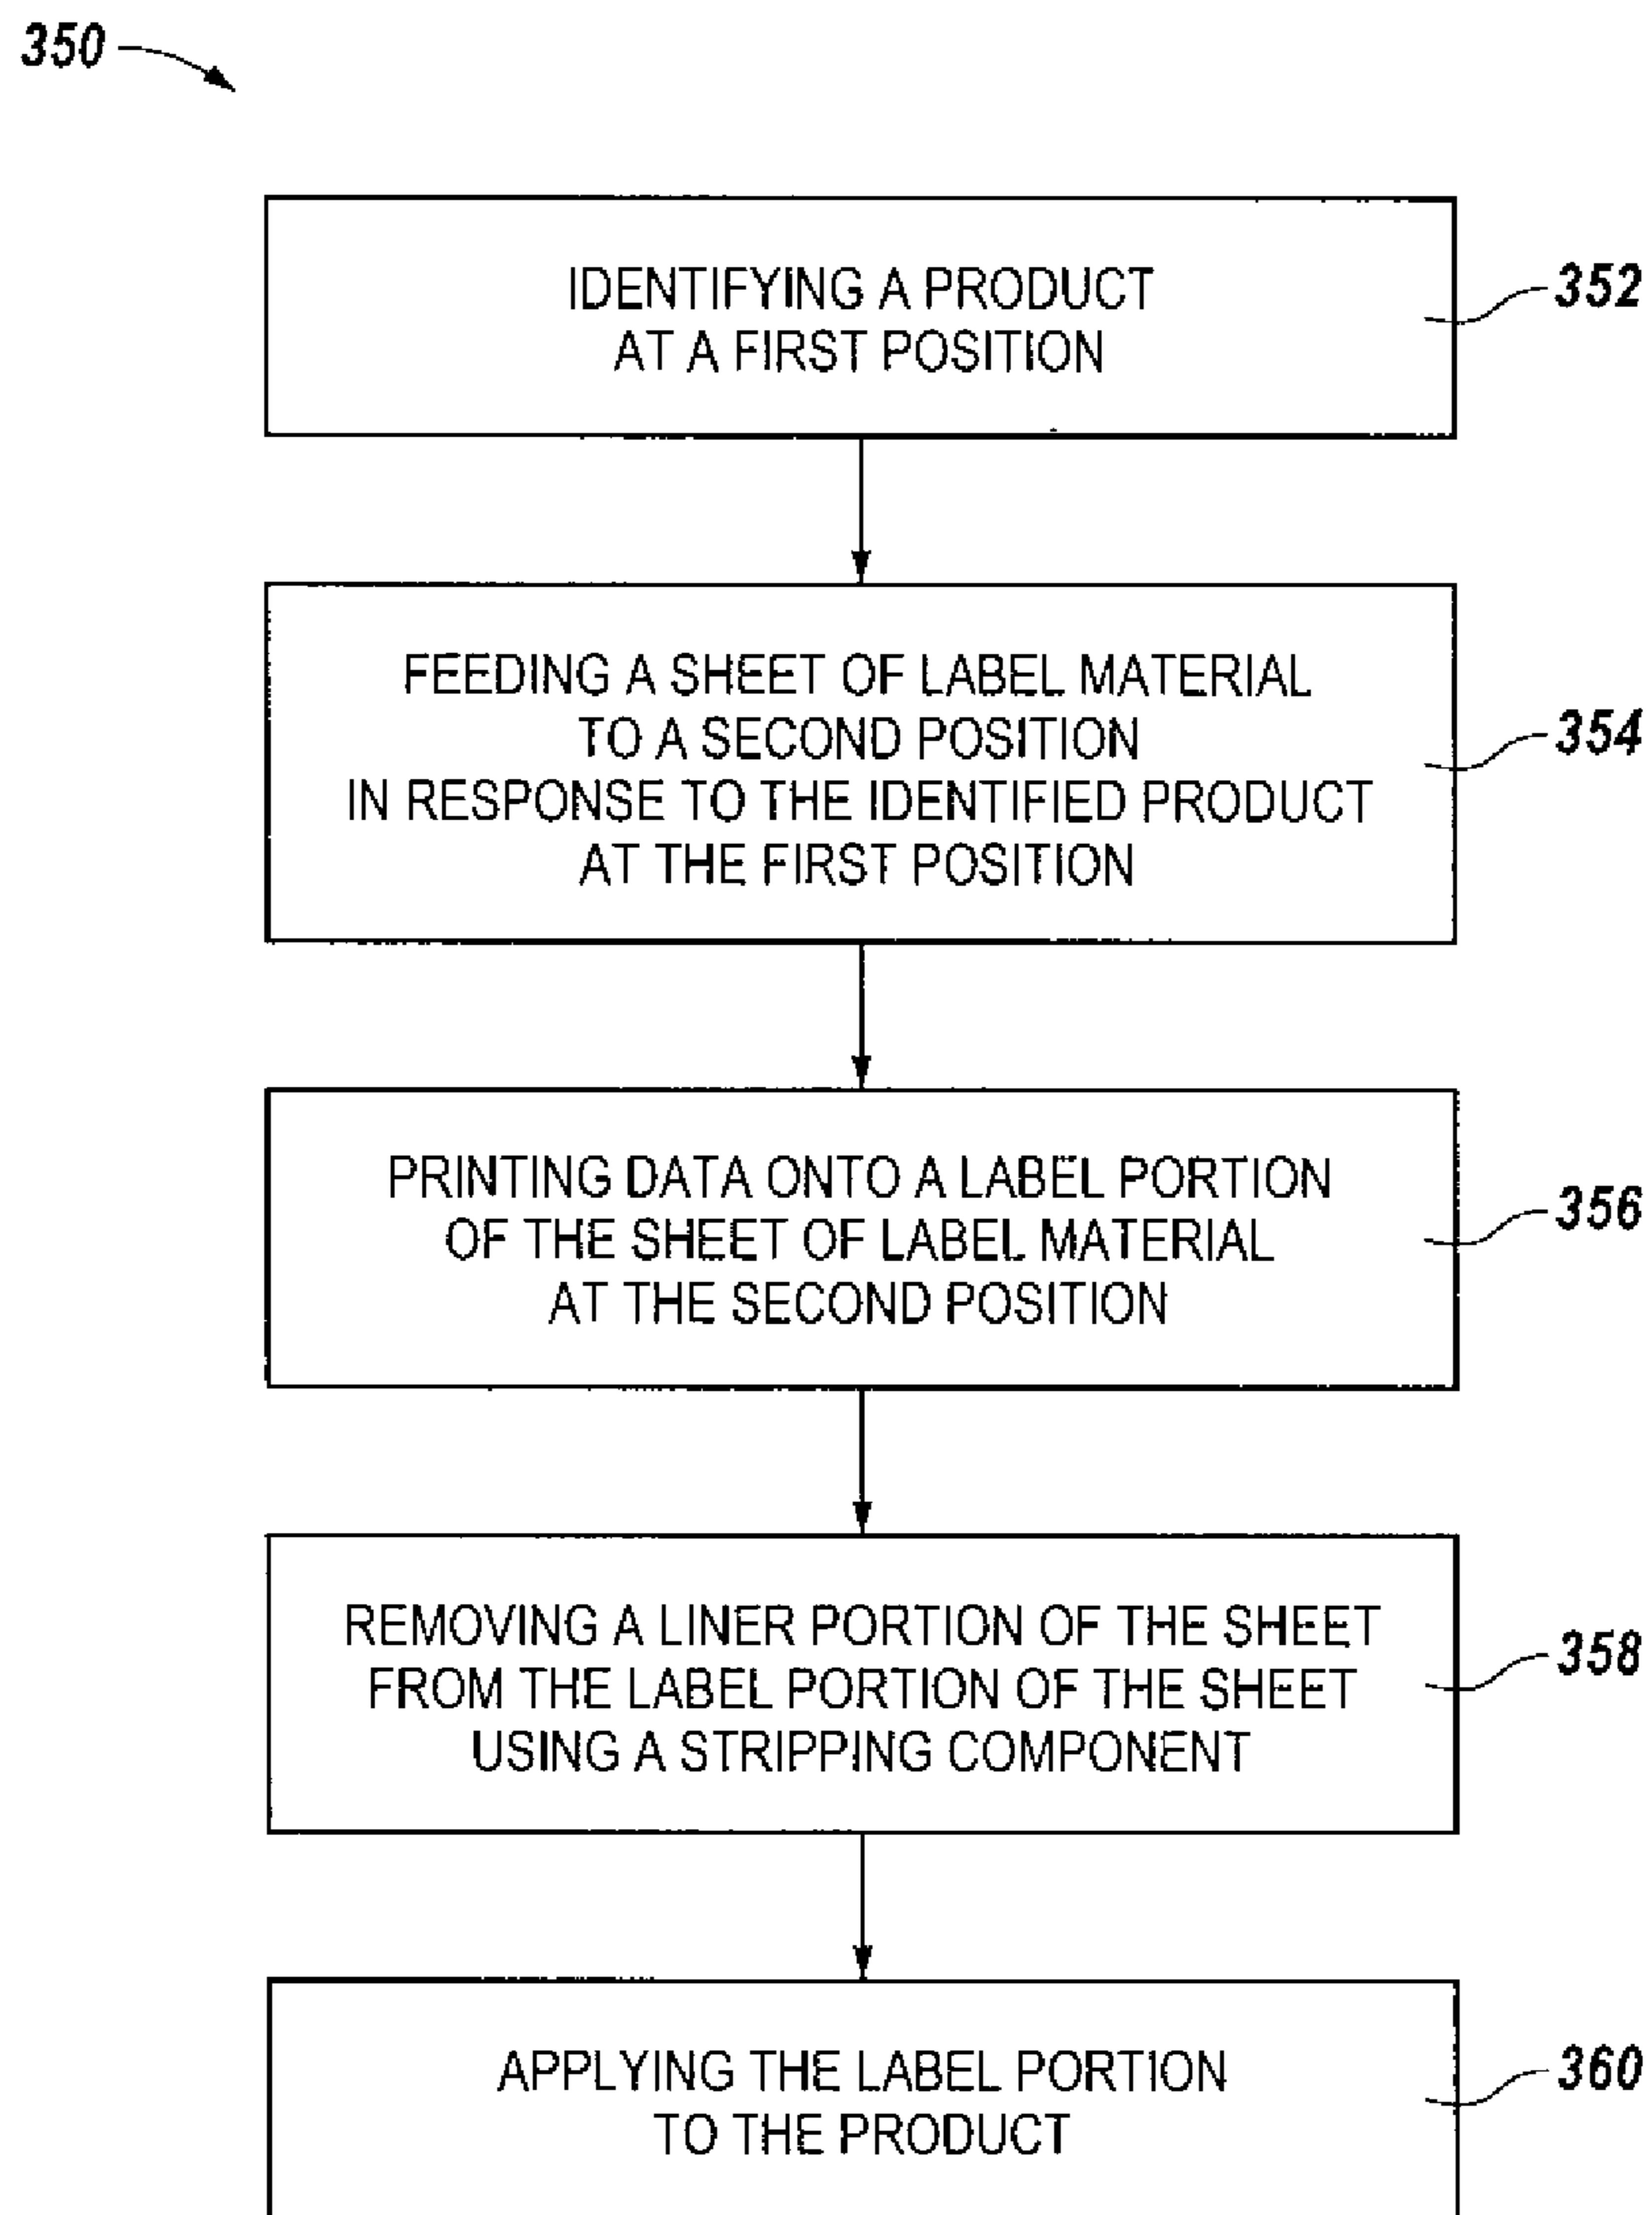 350
IDENTIFYING A PRODUCT
AT A FIRST POSITION
352
FEEDING A SHEET OF LABEL MATERIAL
TO A SECOND POSITION
IN RESPONSE TO THE IDENTIFIED PRODUCT
AT THE FIRST POSITION
354
PRINTING DATA ONTO A LABEL PORTION
OF THE SHEET OF LABEL MATERIAL
AT THE SECOND POSITION
356
REMOVING A LINER PORTION OF THE SHEET
FROM THE LABEL PORTION OF THE SHEET
USING A STRIPPING COMPONENT
358
APPLYING THE LABEL PORTION
TO THE PRODUCT
360